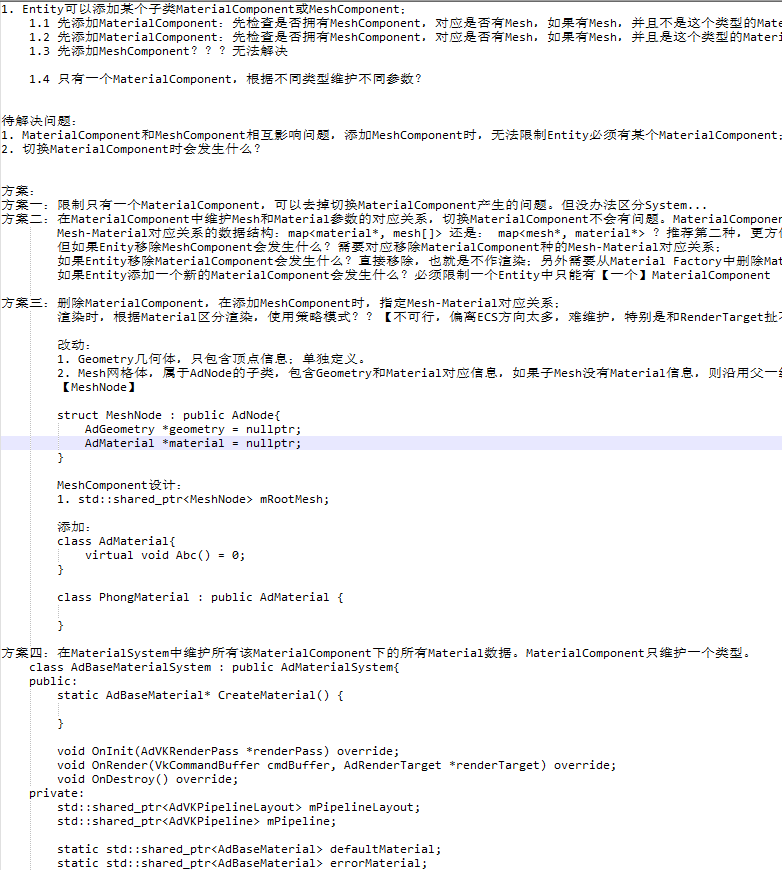 1. Entity可以添加某个子类MaterialComponent或MeshComponent;
1.1 先添加MaterialComponent: 先检查是否拥有MeshComponent, 对应是否有Mesh, 如果有Mesh, 并且不是这个类型的
1.2 先添加MaterialComponent: 先检查是否拥有MeshComponent, 对应是否有Mesh, 如果有Mesh, 并且是这个类型的
1.3 先添加MeshComponent? ? ? 无法解决
1.4 只有一个MaterialComponent, 根据不同类型维护不同参数?
待解决问题:
1. MaterialComponent和MeshComponent相互影响问题, 添加MeshComponent时, 无法限制Entity必须有某个MaterialComponent;
2. 切换MaterialComponent时会发生什么?
方案:
方案一: 限制只有一个MaterialComponent, 可以去掉切换MaterialComponent产生的问题。但没办法区分System...
方案二: 在MaterialComponent中维护Mesh和Material参数的对应关系, 切换MaterialComponent不会有问题。MaterialComponen
Mesh-Material对应关系的数据结构: map<material*, mesh[]> 还是: map<mesh*, material*> ? 推荐第二种, 更方
但如果Enity移除MeshComponent会发生什么? 需要对应移除MaterialComponent种的Mesh-Material对应关系;
如果Entity移除MaterialComponent会发生什么? 直接移除, 也就是不作渲染; 另外需要从Material Factory中删除
如果Entity添加一个新的MaterialComponent会发生什么? 必须限制一个Entity中只能有【一个】MaterialComponent
方案三: 删除MaterialComponent, 在添加MeshComponent时, 指定Mesh-Material对应关系;
渲染时, 根据Material区分渲染, 使用策略模式? ? 【不可行, 偏离ECS方向太多, 难维护, 特别是和RenderTarget
改动:
1. Geometry几何体, 只包含顶点信息; 单独定义。
2. Mesh网格体, 属于AdNode的子类, 包含Geometry和Material对应信息, 如果子Mesh没有Material信息, 则沿用父一
【MeshNode】
struct MeshNode : public AdNode{
AdGeometry *geometry = nullptr;
AdMaterial *material = nullptr;
}
MeshComponent设计:
1. std::shared_ptr<MeshNode> mRootMesh;
添加:
class AdMaterial{
virtual void Abc() = 0;
}
class PhongMaterial : public AdMaterial {
}
方案四: 在MaterialSystem中维护所有该MaterialComponent下的所有Material数据。MaterialComponent只维护一个类型。
class AdBaseMaterialSystem : public AdMaterialSystem{
public:
static AdBaseMaterial* CreateMaterial() {
}
void OnInit(AdVKRenderPass *renderPass) override;
void OnRender(VkCommandBuffer cmdBuffer, AdRenderTarget *renderTarget) override;
void OnDestroy() override;
private:
std::shared_ptr<AdVKPipelineLayout> mPipelineLayout;
std::shared_ptr<AdVKPipeline> mPipeline;
static std::shared_ptr<AdBaseMaterial> defaultMaterial;
static std::shared_ptr<AdBaseMaterial> errorMaterial;